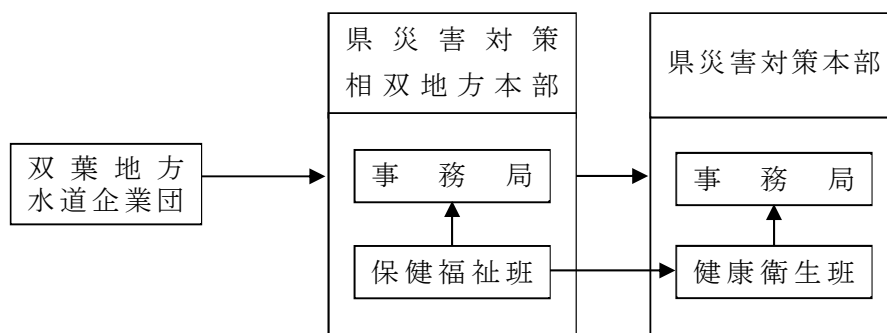 双葉地方
水道企業団
県災害対策
相双地方本部
事務局
保健福祉班
県災害対策本部
事務局
健康衛生班